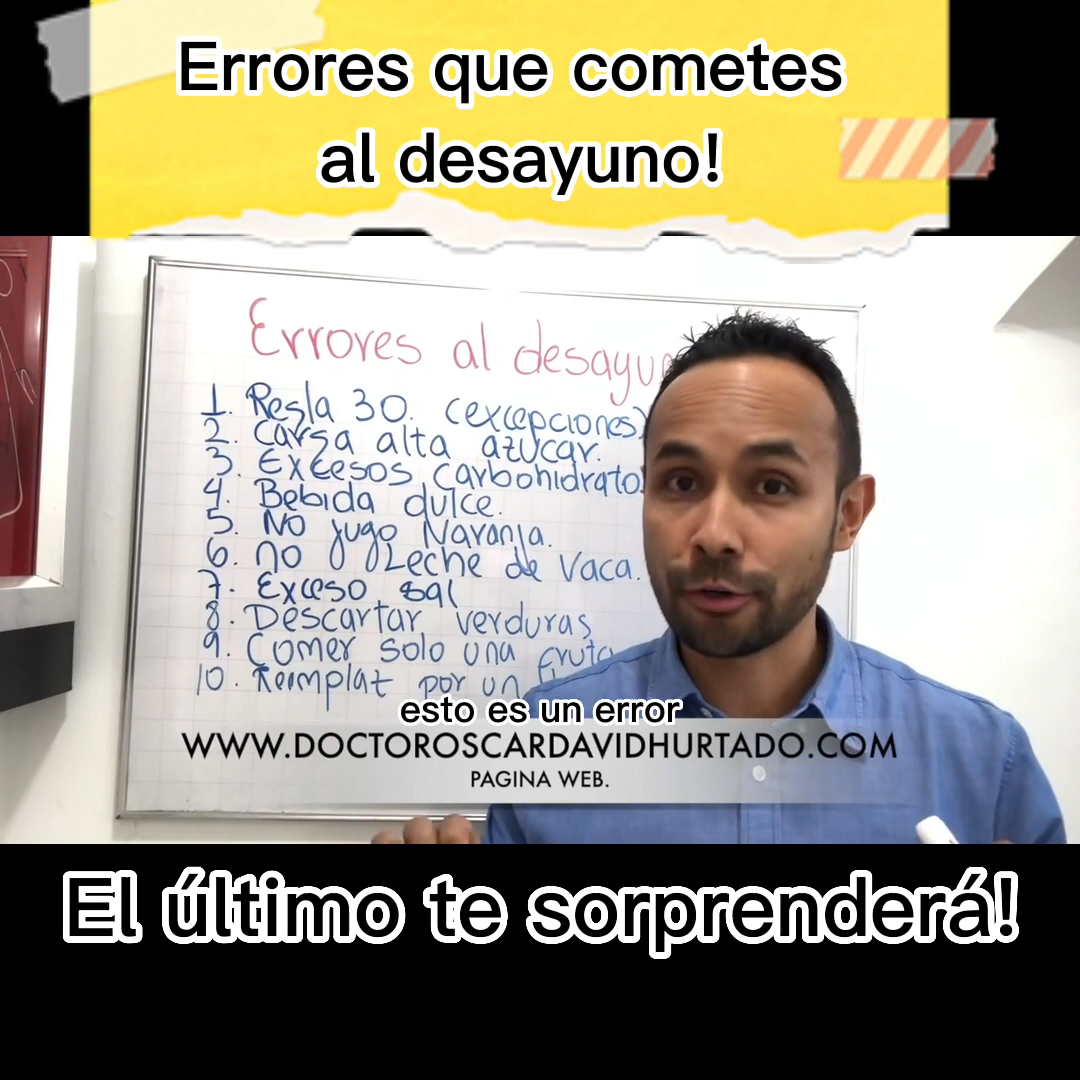 Errores que cometes
al desayuno!
Errores al desayu
1. Regla 30. (excepciones)
2. Carga alta azucar.
3. Excesos carbohidrato
4. Bebida dulce.
5. No jugo Naranja.
6. no Leche de Vaca.
7. Exceso sal
8. Descartar verduras
9. Comer solo una fruta
10. Reemplat por un
esto es un error
WWW.DOCTOROSCARDAVIDHURTADO.COM
PAGINA WEB.
El último te sorprenderá!